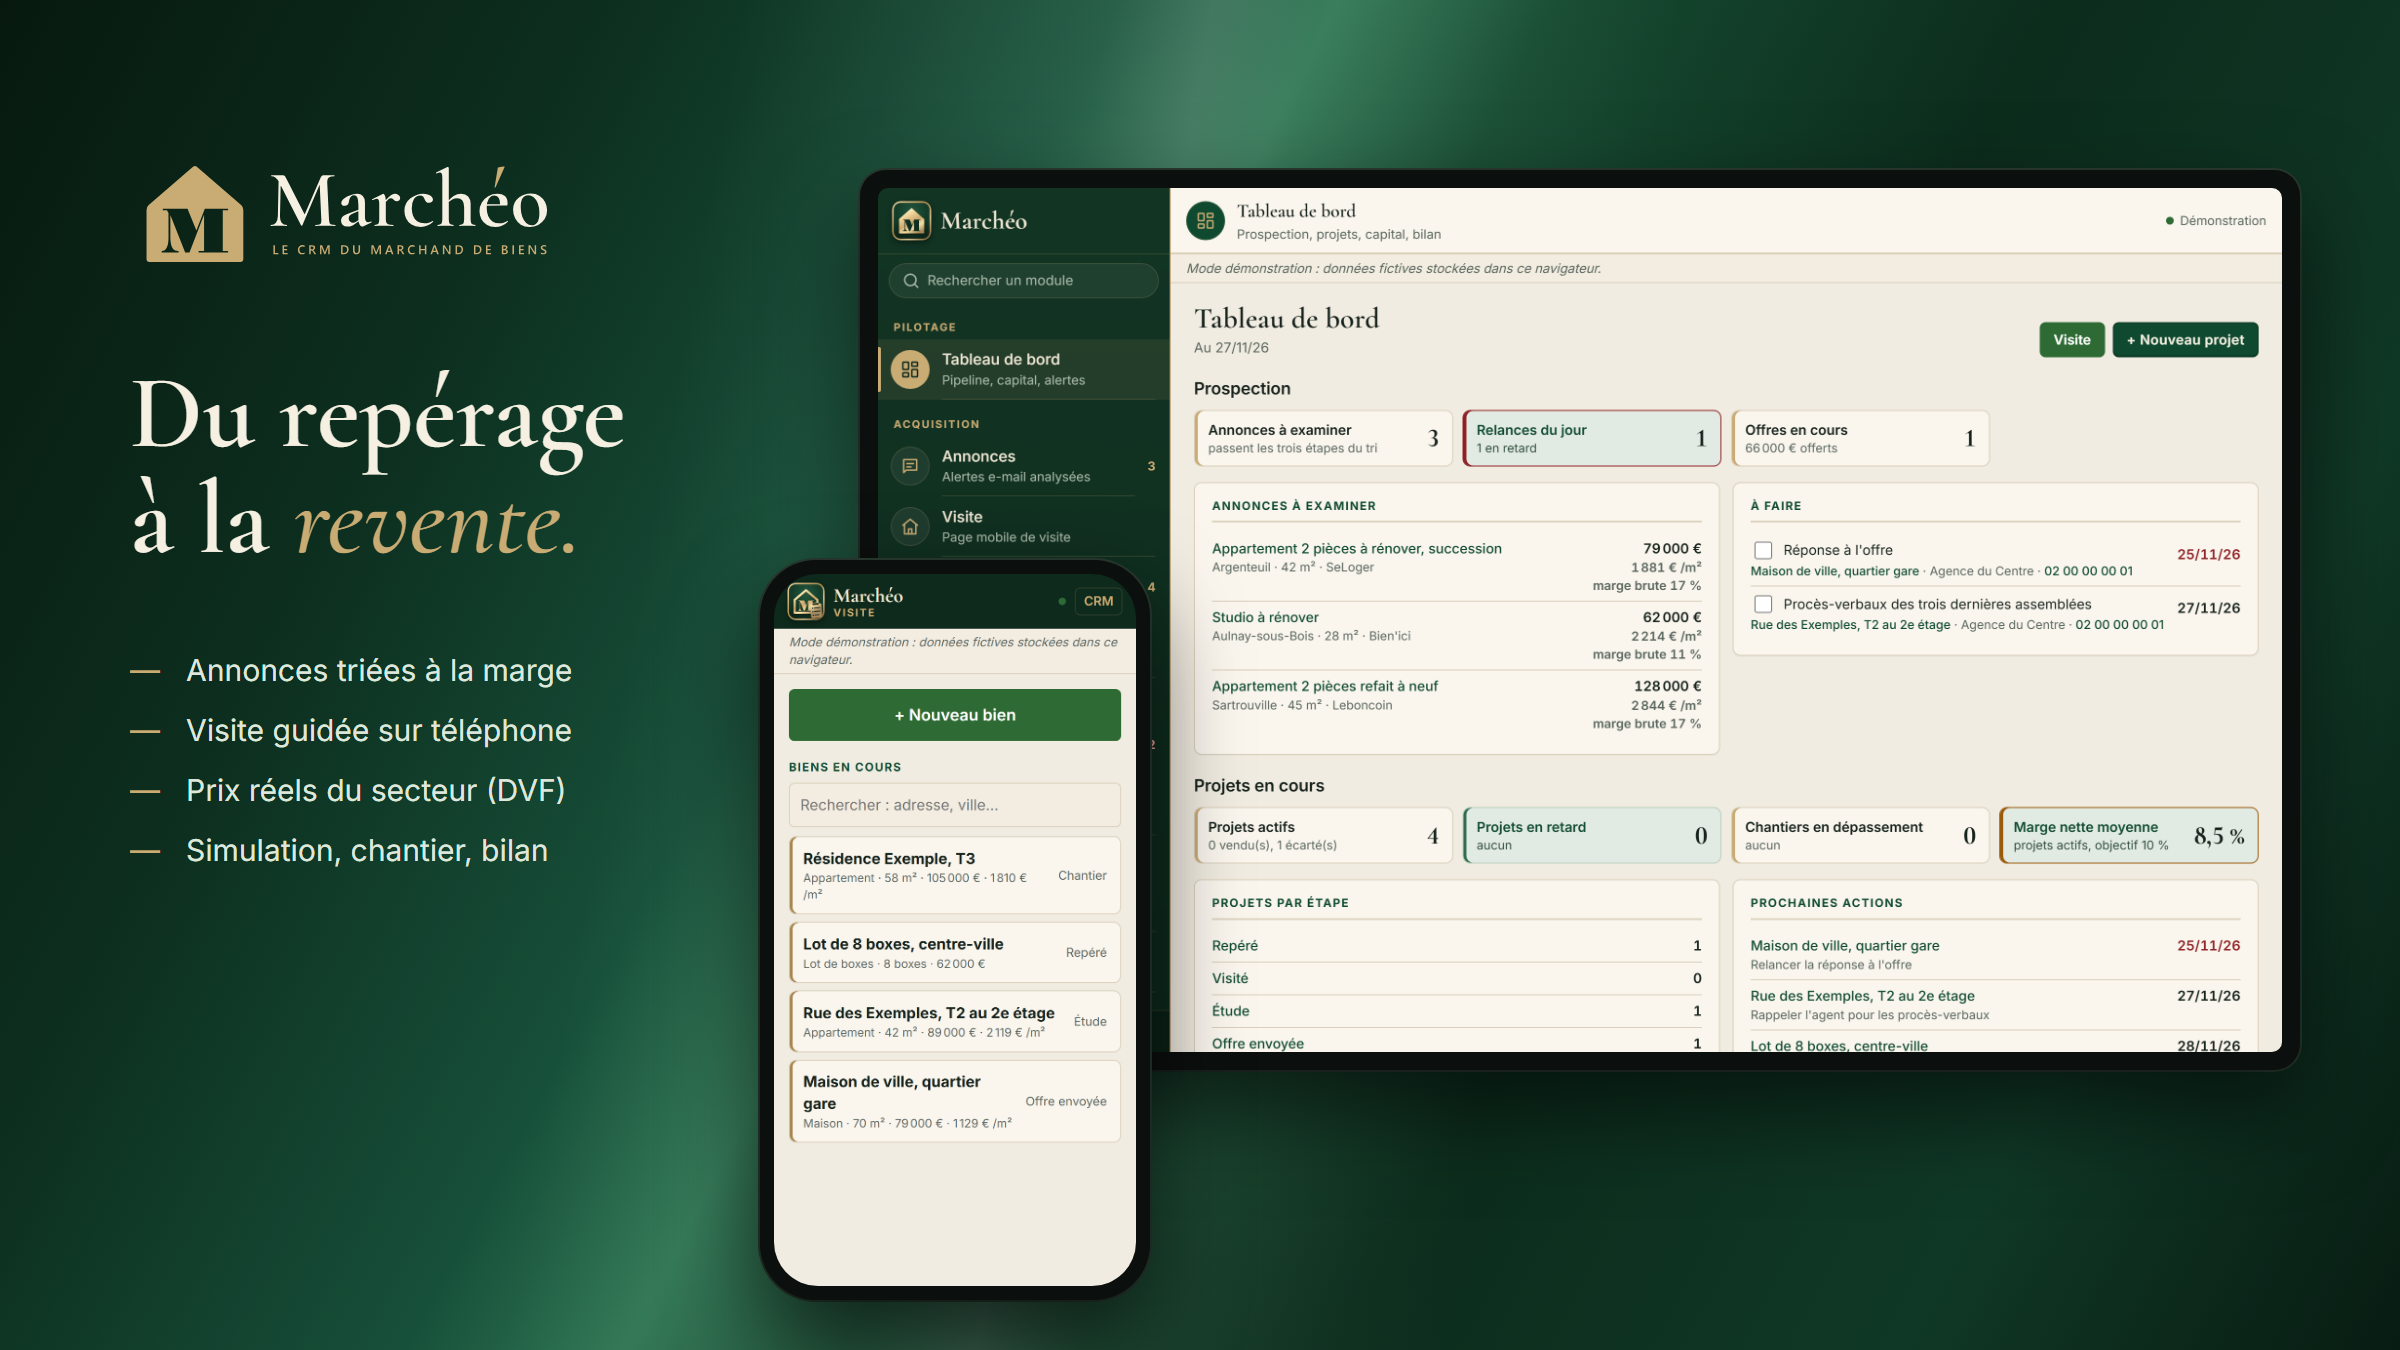 Marchéo
LE CRM DU MARCHAND DE BIENS
Du repérage
à la revente.
— Annonces triées à la marge
— Visite guidée sur téléphone
— Prix réels du secteur (DVF)
— Simulation, chantier, bilan
Marchéo
Rechercher un module
PILOTAGE
Tableau de bord
Pipeline, capital, alertes
ACQUISITION
Annonces
Alertes e-mail analysées
3
Visite
Page mobile de visite
4
2
Tableau de bord
Prospection, projets, capital, bilan
Démonstration
Mode démonstration : données fictives stockées dans ce navigateur.
Tableau de bord
Au 27/11/26
Visite
+ Nouveau projet
Prospection
Annonces à examiner
passent les trois étapes du tri
3
Relances du jour
1 en retard
1
Offres en cours
66 000 € offerts
1
ANNONCES À EXAMINER
Appartement 2 pièces à rénover, succession
79 000 €
Argenteuil · 42 m² · SeLoger
1 881 € /m²
marge brute 17 %
Studio à rénover
62 000 €
Aulnay-sous-Bois · 28 m² · Bien'ici
2 214 € /m²
marge brute 11 %
Appartement 2 pièces refait à neuf
128 000 €
Sartrouville · 45 m² · Leboncoin
2 844 € /m²
marge brute 17 %
À FAIRE
Réponse à l'offre
25/11/26
Maison de ville, quartier gare · Agence du Centre · 02 00 00 00 01
Procès-verbaux des trois dernières assemblées
27/11/26
Rue des Exemples, T2 au 2e étage · Agence du Centre · 02 00 00 00 01
Projets en cours
Projets actifs
0 vendu(s), 1 écarté(s)
4
Projets en retard
aucun
0
Chantiers en dépassement
aucun
0
Marge nette moyenne
projets actifs, objectif 10 %
8,5 %
PROJETS PAR ÉTAPE
Repéré 1
Visité 0
Étude 1
Offre envoyée 1
PROCHAINES ACTIONS
Maison de ville, quartier gare
25/11/26
Relancer la réponse à l'offre
Rue des Exemples, T2 au 2e étage
27/11/26
Rappeler l'agent pour les procès-verbaux
Lot de 8 boxes, centre-ville
28/11/26
Marchéo
VISITE
CRM
Mode démonstration : données fictives stockées dans ce
navigateur.
+ Nouveau bien
BIENS EN COURS
Rechercher : adresse, ville...
Résidence Exemple, T3
Appartement · 58 m² · 105 000 € · 1 810 €
/m²
Chantier
Lot de 8 boxes, centre-ville
Lot de boxes · 8 boxes · 62 000 €
Repéré
Rue des Exemples, T2 au 2e étage
Appartement · 42 m² · 89 000 € · 2 119 € /m²
Étude
Maison de ville, quartier
gare
Maison · 70 m² · 79 000 € · 1 129 € /m²
Offre envoyée